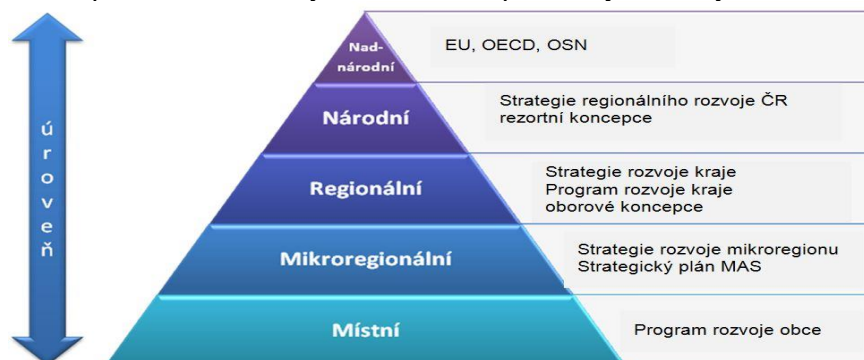 Nad-
národní
EU, OECD, OSN
Národní
Strategie regionálního rozvoje ČR
rezortní koncepce
Regionální
Strategie rozvoje kraje
Program rozvoje kraje
oborové koncepce
Mikroregionální
Strategie rozvoje mikroregionu
Strategický plán MAS
Místní
Program rozvoje obce
úroveň